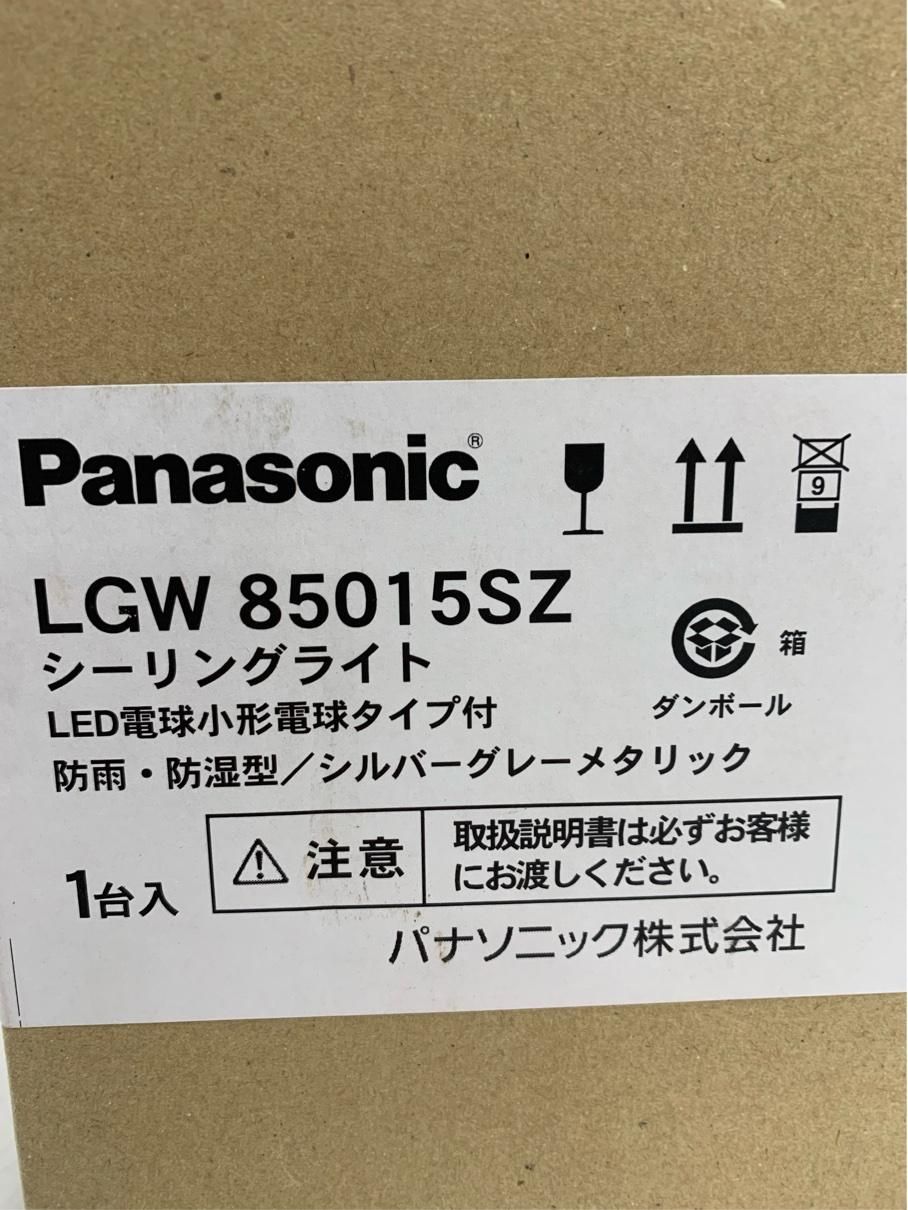 Panasonic®
9
LGW 85015SZ
シーリングライト
箱
ダンボール
LED電球小形電球タイプ付
防雨・防湿型／シルバーグレーメタリック
1台入
注意
取扱説明書は必ずお客様
にお渡しください。
パナソニック株式会社